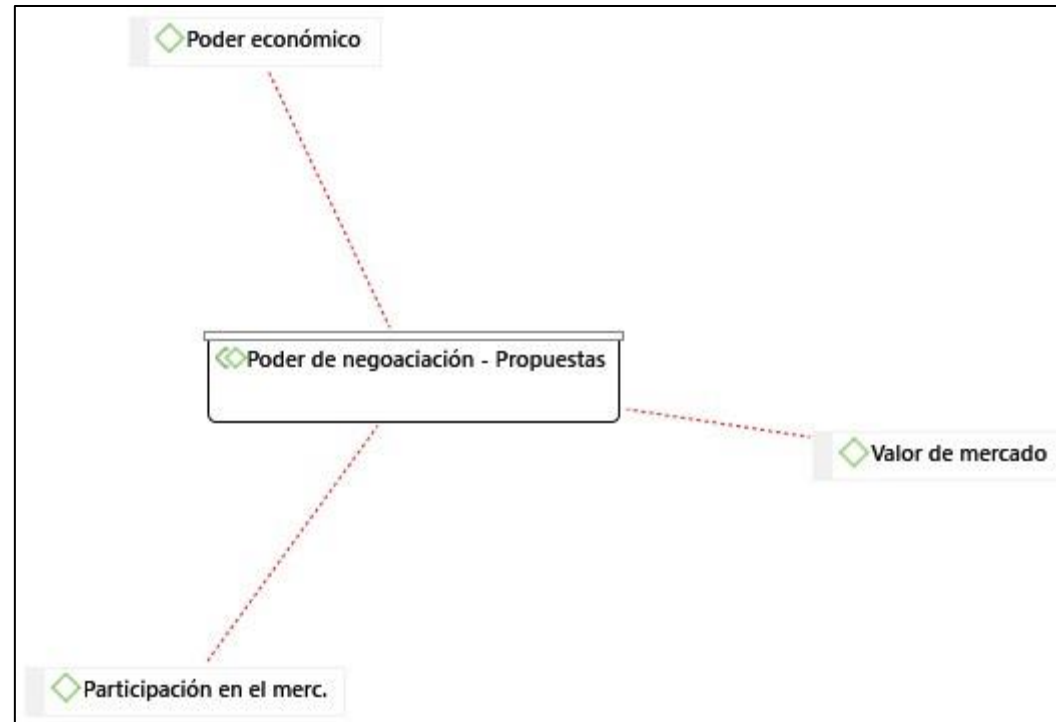 Poder económico
Poder de negoaciación - Propuestas
Valor de mercado
Participación en el merc.